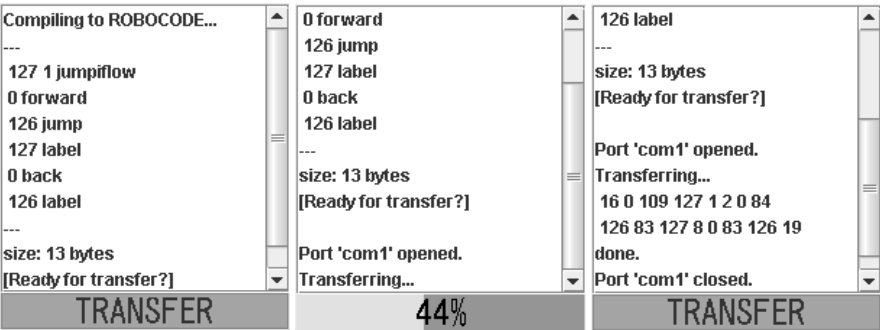 Compiling to ROBOCODE...
---
127 1 jumpiflow
0 forward
126 jump
127 label
0 back
126 label
---
size: 13 bytes
[Ready for transfer?]
TRANSFER
0 forward
126 jump
127 label
0 back
126 label
---
size: 13 bytes
[Ready for transfer?]
Port 'com1' opened.
Transferring...
44%
126 label
---
size: 13 bytes
[Ready for transfer?]
Port 'com1' opened.
Transferring...
16 0 109 127 1 2 0 84
126 83 127 8 0 83 126 19
done.
Port 'com1' closed.
TRANSFER